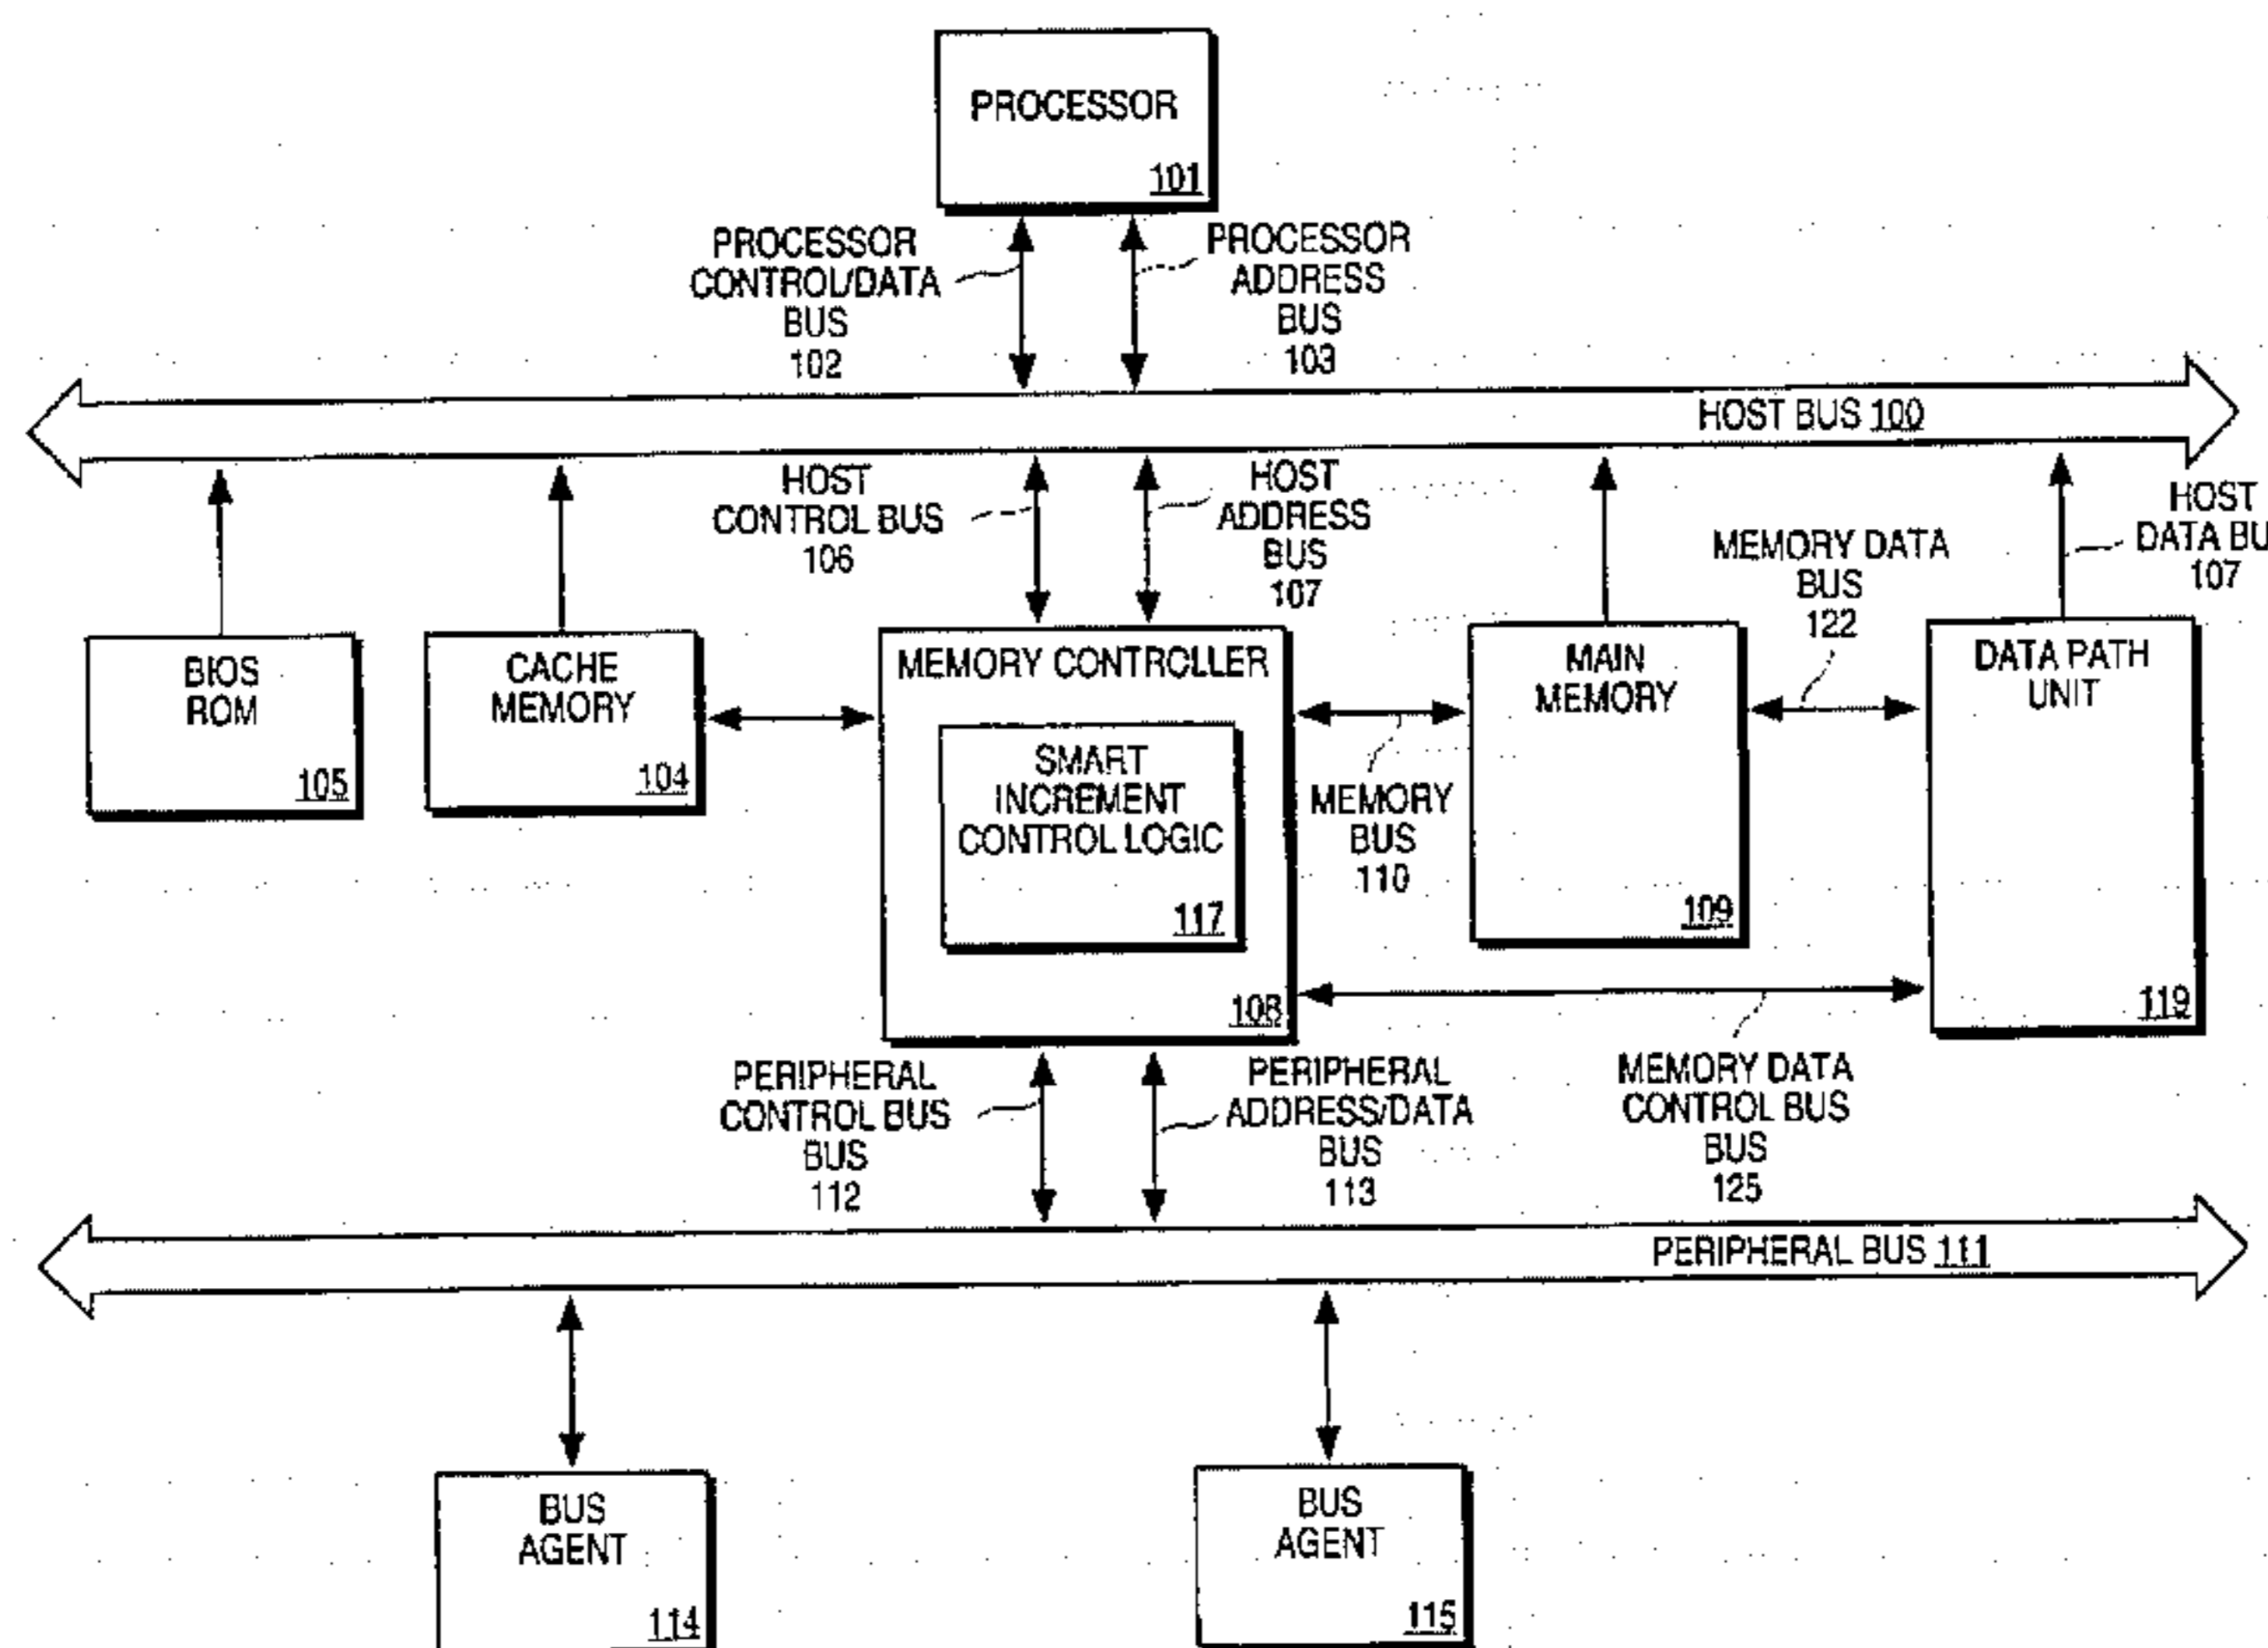 PROCESSOR
101
PROCESSOR
CONTROL/DATA
BUS
102
PROCESSOR
ADDRESS
BUS
103
HOST BUS 100
HOST
CONTROL BUS
106
HOST
ADDRESS
BUS
107
MEMORY DATA
BUS
122
HOST
DATA BU
107
BIOS
ROM
105
CACHE
MEMORY
104
MEMORY CONTROLLER
SMART
INCREMENT
CONTROL LOGIC
117
108
MEMORY
BUS
110
MAIN
MEMORY
109
DATA PATH
UNIT
119
PERIPHERAL
CONTROL BUS
BUS
112
PERIPHERAL
ADDRESS/DATA
BUS
113
MEMORY DATA
CONTROL BUS
BUS
125
PERIPHERAL BUS 111
BUS
AGENT
114
BUS
AGENT
115